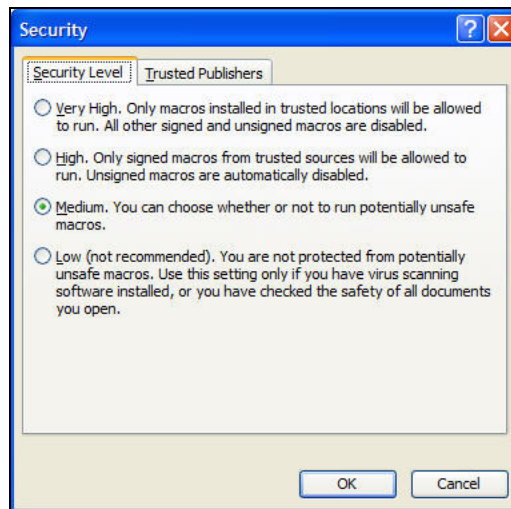 Security
Security Level
Trusted Publishers
Very High. Only macros installed in trusted locations will be allowed
to run. All other signed and unsigned macros are disabled.
High. Only signed macros from trusted sources will be allowed to
run. Unsigned macros are automatically disabled.
Medium. You can choose whether or not to run potentially unsafe
macros.
Low (not recommended). You are not protected from potentially
unsafe macros. Use this setting only if you have virus scanning
software installed, or you have checked the safety of all documents
you open.
OK
Cancel